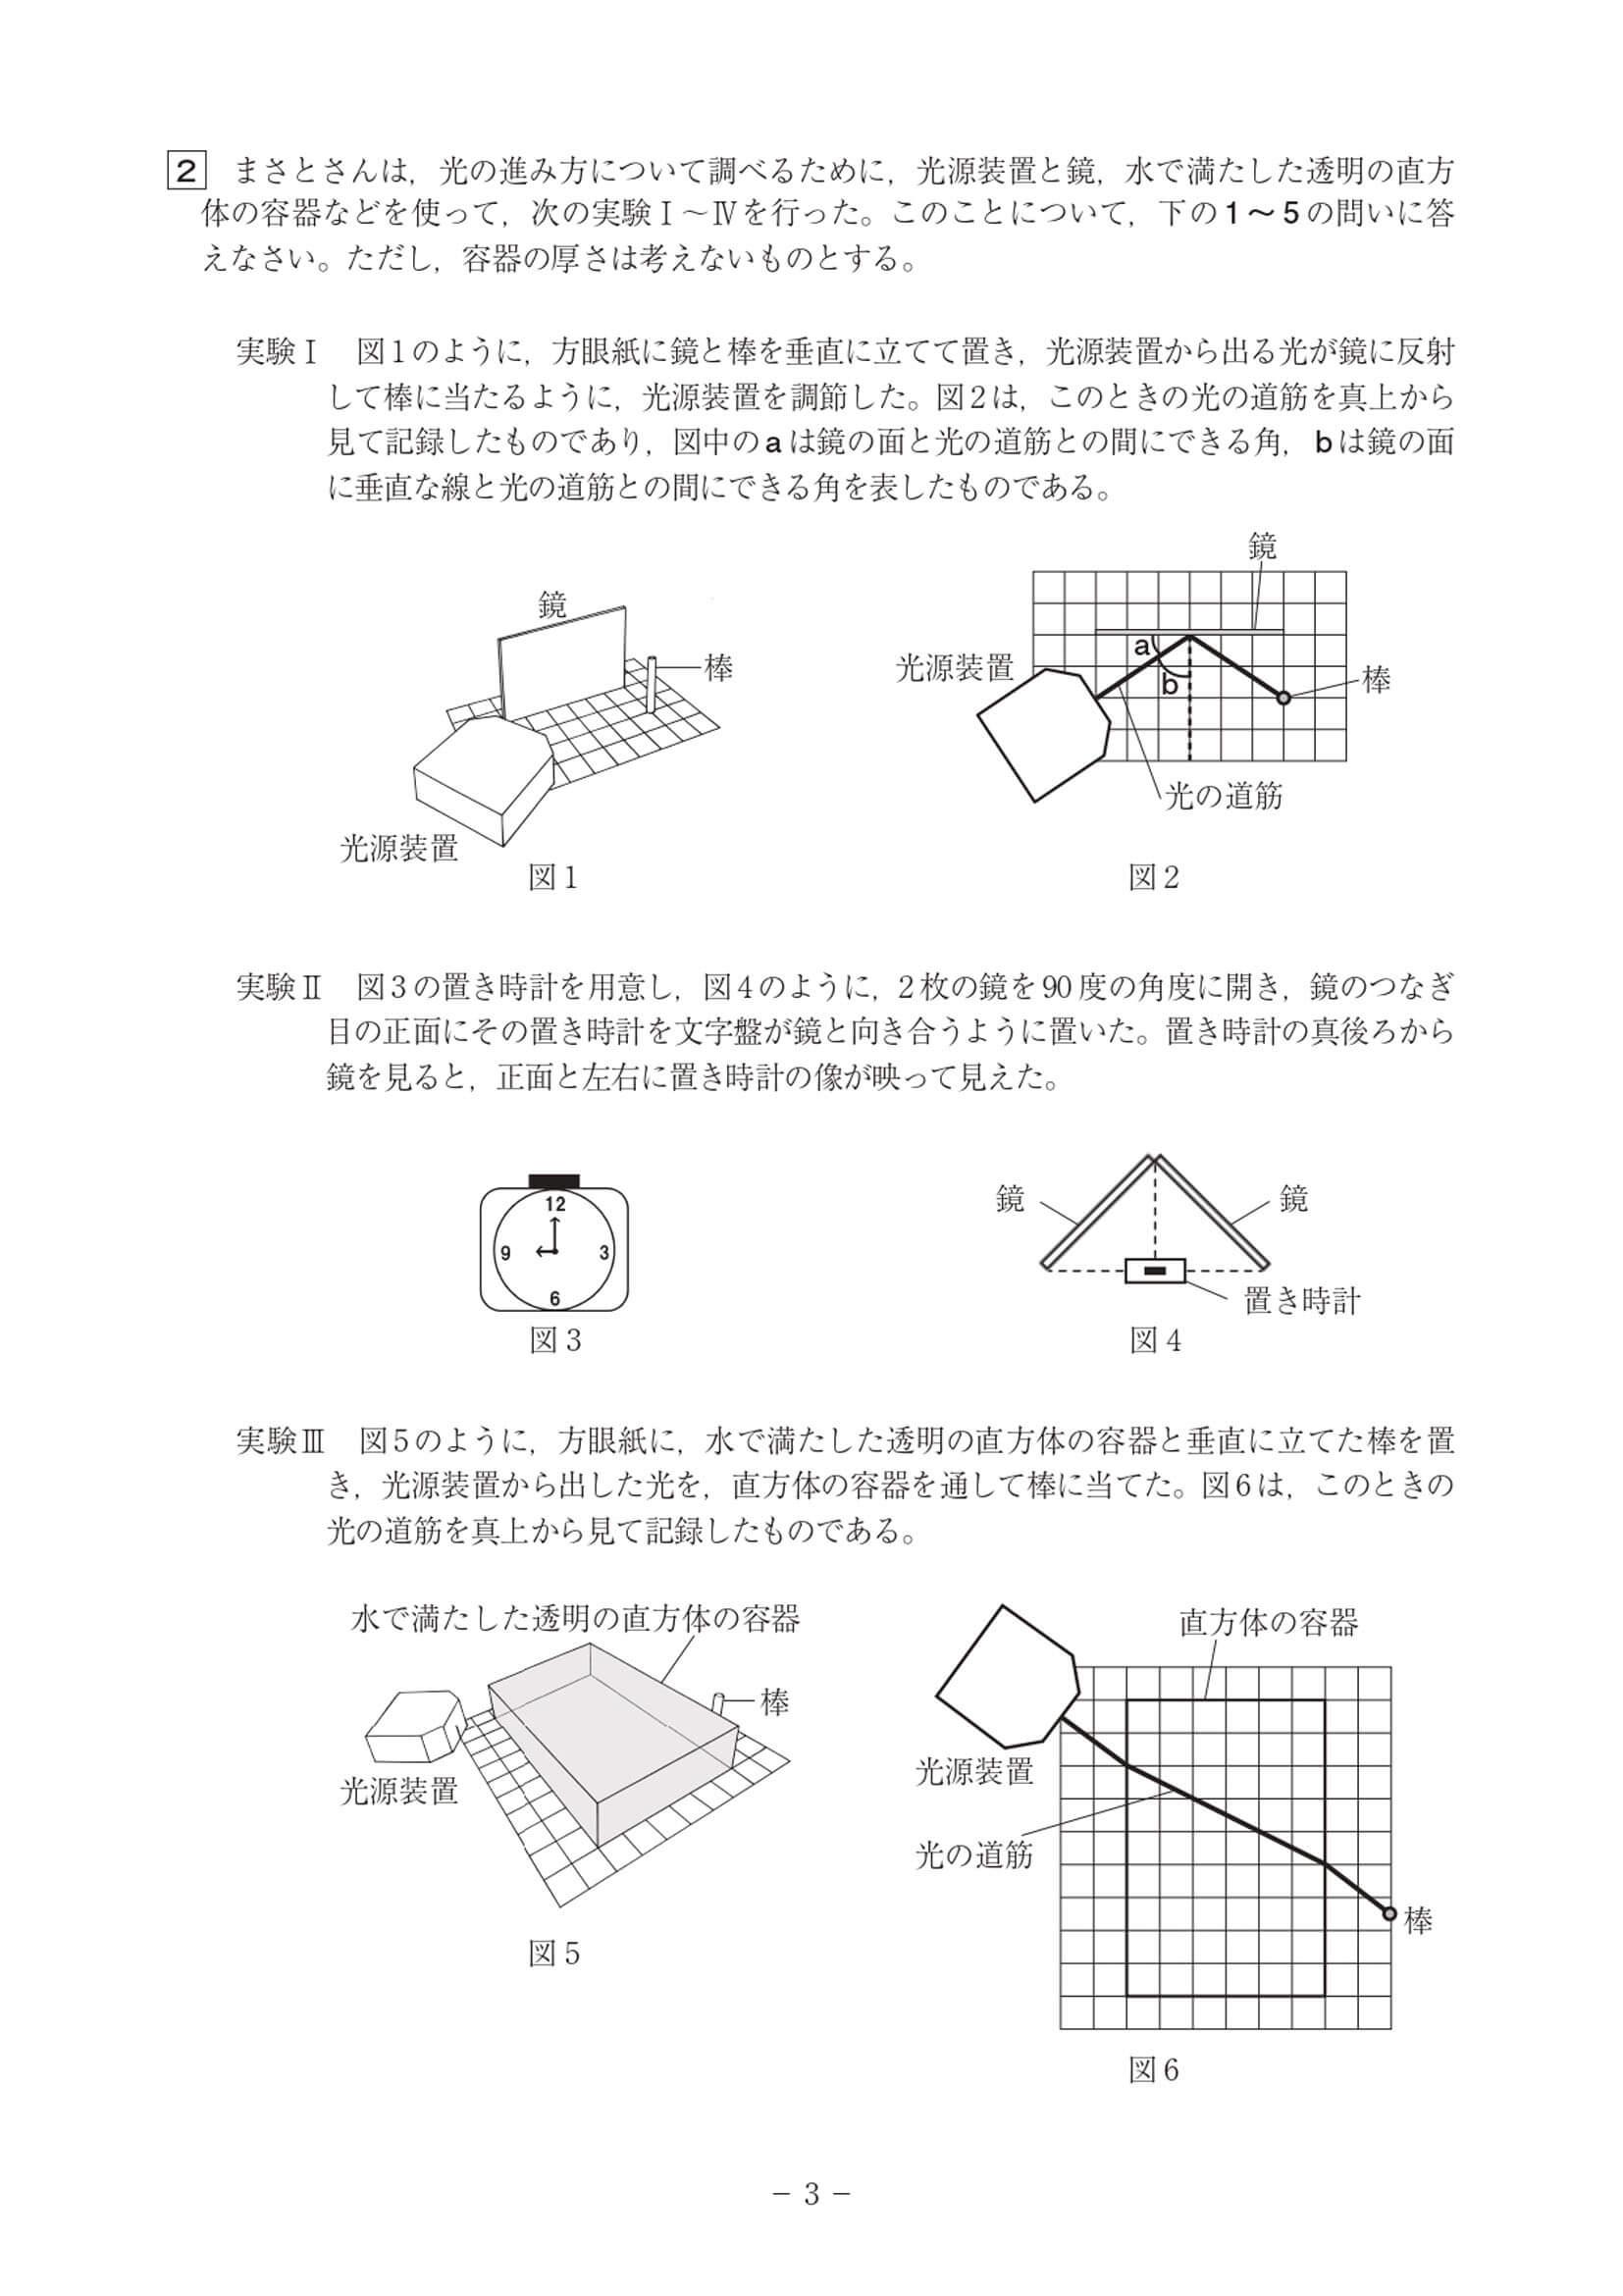 2 まさとさんは，光の進み方について調べるために，光源装置と鏡，水で満たした透明の直方
体の容器などを使って，次の実験Ⅰ～Ⅳを行った。このことについて，下の1～5の問いに答
えなさい。ただし，容器の厚さは考えないものとする。
実験Ⅰ 図1のように，方眼紙に鏡と棒を垂直に立てて置き，光源装置から出る光が鏡に反射
して棒に当たるように，光源装置を調節した。図2は，このときの光の道筋を真上から
見て記録したものであり，図中のaは鏡の面と光の道筋との間にできる角，bは鏡の面
に垂直な線と光の道筋との間にできる角を表したものである。
鏡
棒
光源装置
図1
鏡
光源装置
a
b
棒
光の道筋
図2
実験Ⅱ 図3の置き時計を用意し，図4のように，2枚の鏡を90度の角度に開き，鏡のつなぎ
目の正面にその置き時計を文字盤が鏡と向き合うように置いた。置き時計の真後ろから
鏡を見ると，正面と左右に置き時計の像が映って見えた。
12
9
3
6
図3
鏡
鏡
置き時計
図4
実験Ⅲ 図5のように，方眼紙に，水で満たした透明の直方体の容器と垂直に立てた棒を置
き，光源装置から出した光を，直方体の容器を通して棒に当てた。図6は，このときの
光の道筋を真上から見て記録したものである。
水で満たした透明の直方体の容器
棒
光源装置
図5
直方体の容器
光源装置
光の道筋
棒
図6
－ 3 －